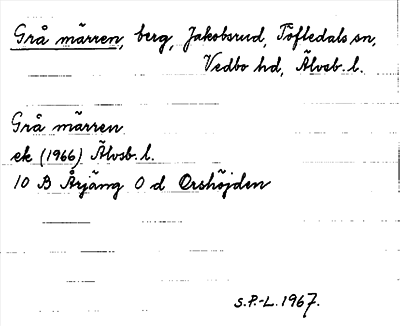 Grå märren, berg, Jakobsrud, Töftedals sn,
Vedbo hd, Älvsb. l.
Grå märren
ek (1966) Älvsb. l.
10 B Årjäng 0 d Orshöjden
S.P.-L. 1967.